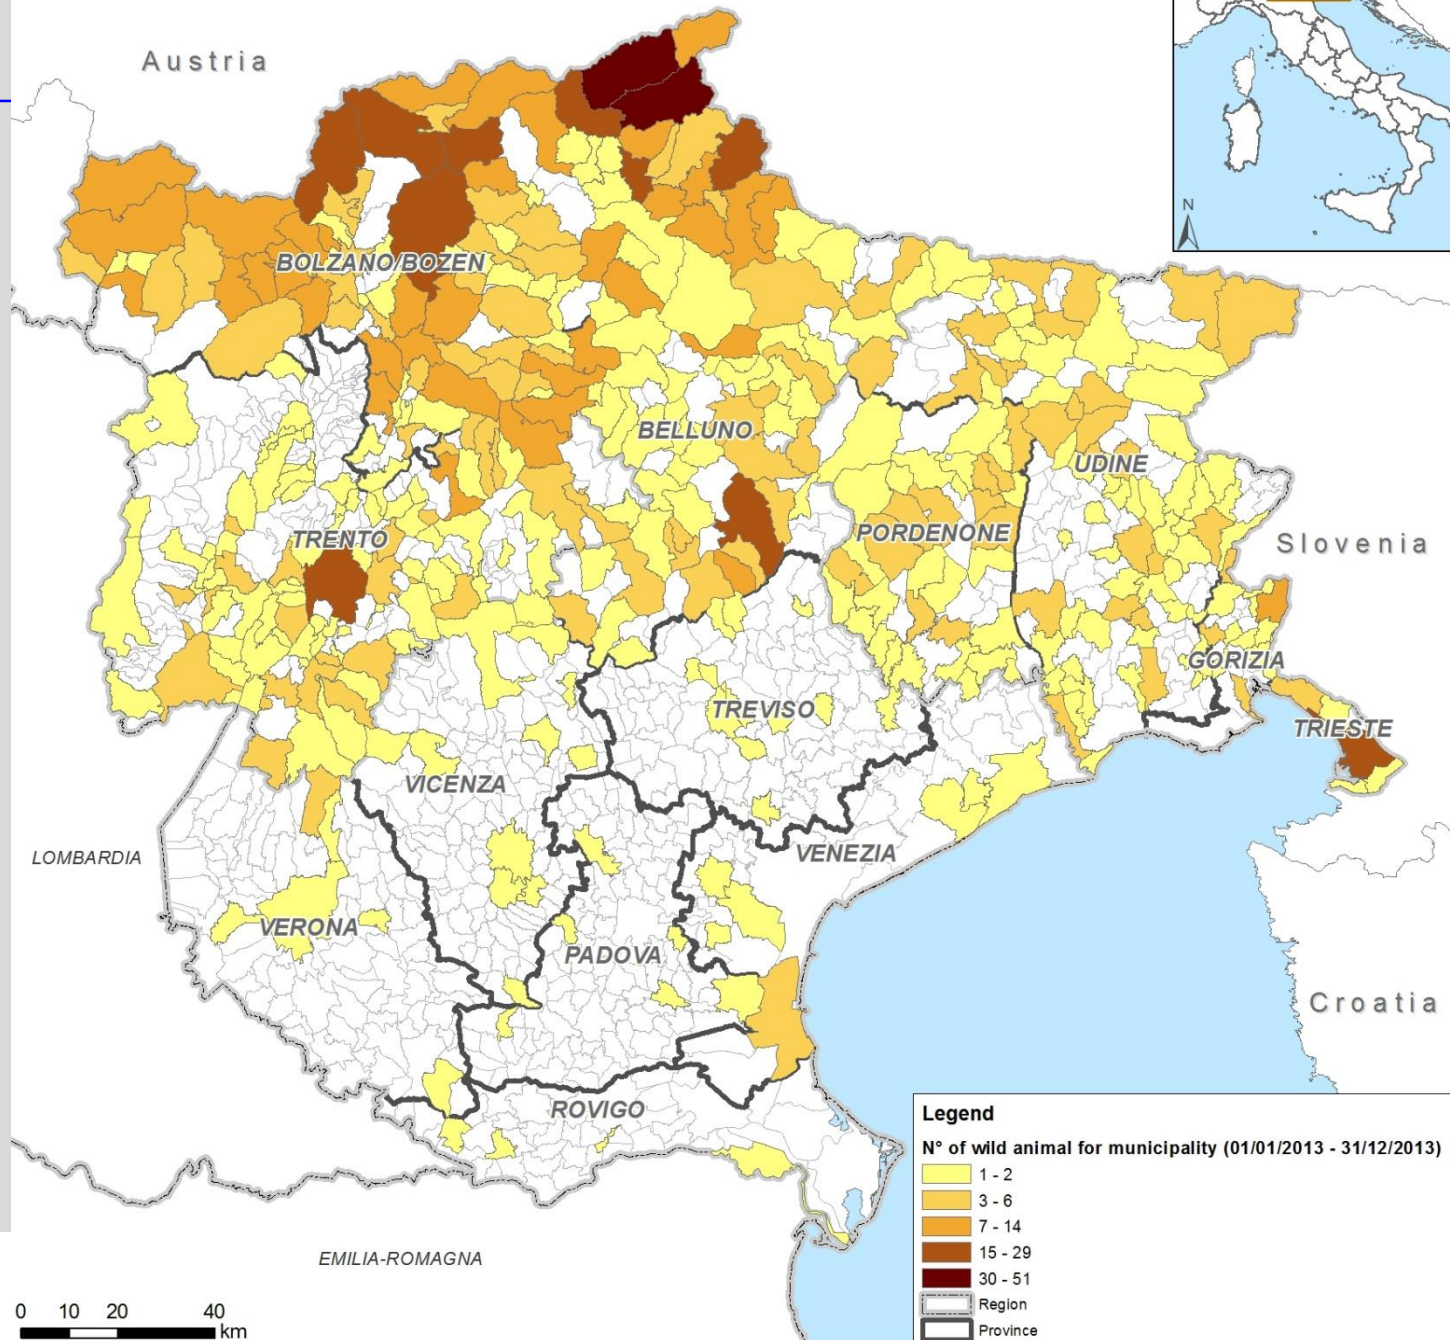 Austria
N
BOLZANO/BOZEN
BELLUNO
UDINE
TRENTO
PORDENONE
Slovenia
GORIZIA
TREVISO
TRIESTE
VICENZA
LOMBARDIA
VENEZIA
VERONA
PADOVA
Croatia
ROVIGO
EMILIA-ROMAGNA
0 10 20 40
km
Legend
N° of wild animal for municipality (01/01/2013 - 31/12/2013)
1 - 2
3 - 6
7 - 14
15 - 29
30 - 51
Region
Province